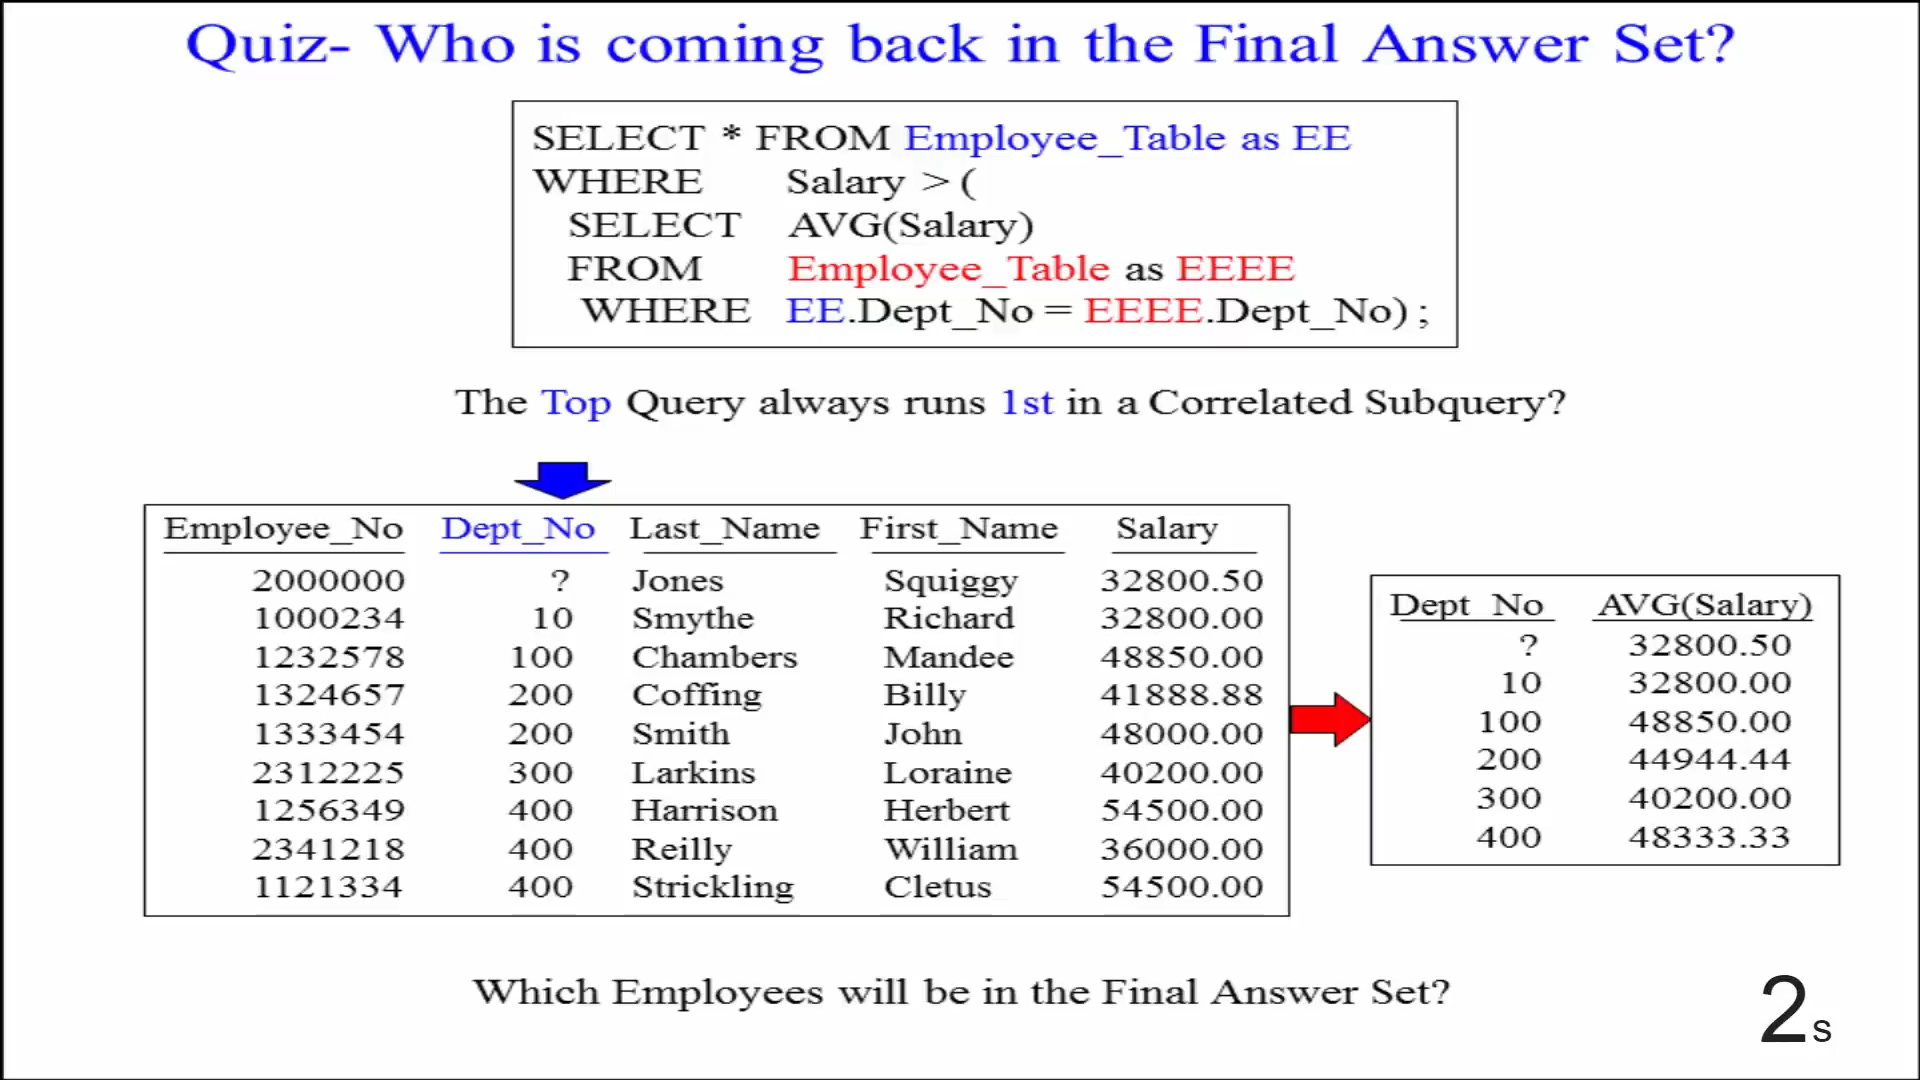 Quiz- Who is coming back in the Final Answer Set?
SELECT * FROM Employee_Table as EE
WHERE Salary > (
SELECT AVG(Salary)
FROM Employee_Table as EEEE
WHERE EE.Dept_No = EEEE.Dept_No) ;
The Top Query always runs 1st in a Correlated Subquery?
Employee_No Dept_No Last_Name First_Name Salary
2000000 ? Jones Squiggy 32800.50
1000234 10 Smythe Richard 32800.00
1232578 100 Chambers Mandee 48850.00
1324657 200 Coffing Billy 41888.88
1333454 200 Smith John 48000.00
2312225 300 Larkins Loraine 40200.00
1256349 400 Harrison Herbert 54500.00
2341218 400 Reilly William 36000.00
1121334 400 Strickling Cletus 54500.00
Dept_No AVG(Salary)
? 32800.50
10 32800.00
100 48850.00
200 44944.44
300 40200.00
400 48333.33
Which Employees will be in the Final Answer Set?
2s